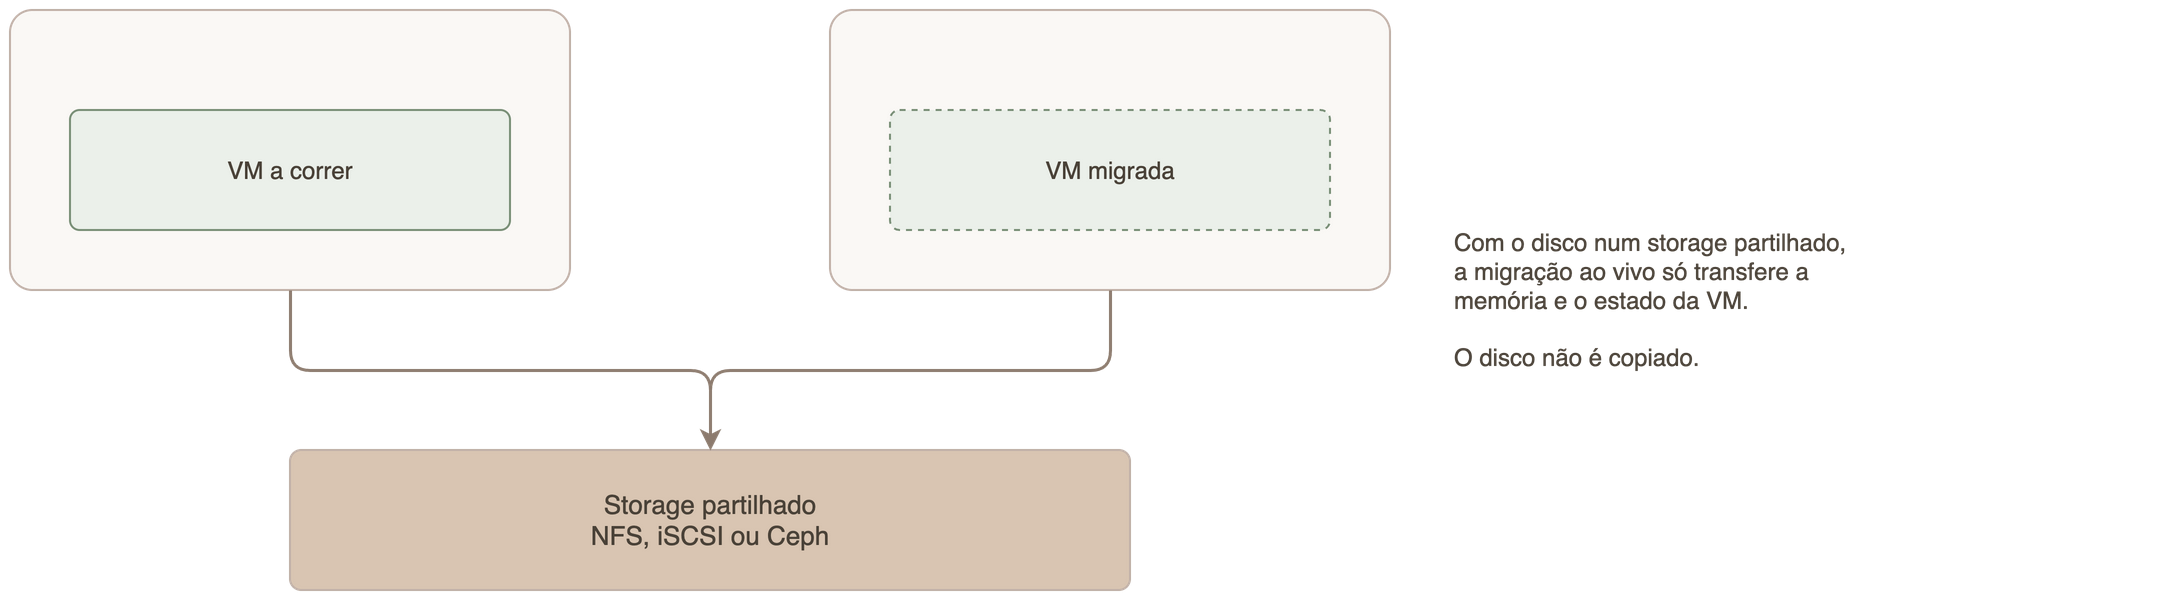 VM a correr
VM migrada
Com o disco num storage partilhado,
a migração ao vivo só transfere a
memória e o estado da VM.
O disco não é copiado.
Storage partilhado
NFS, iSCSI ou Ceph